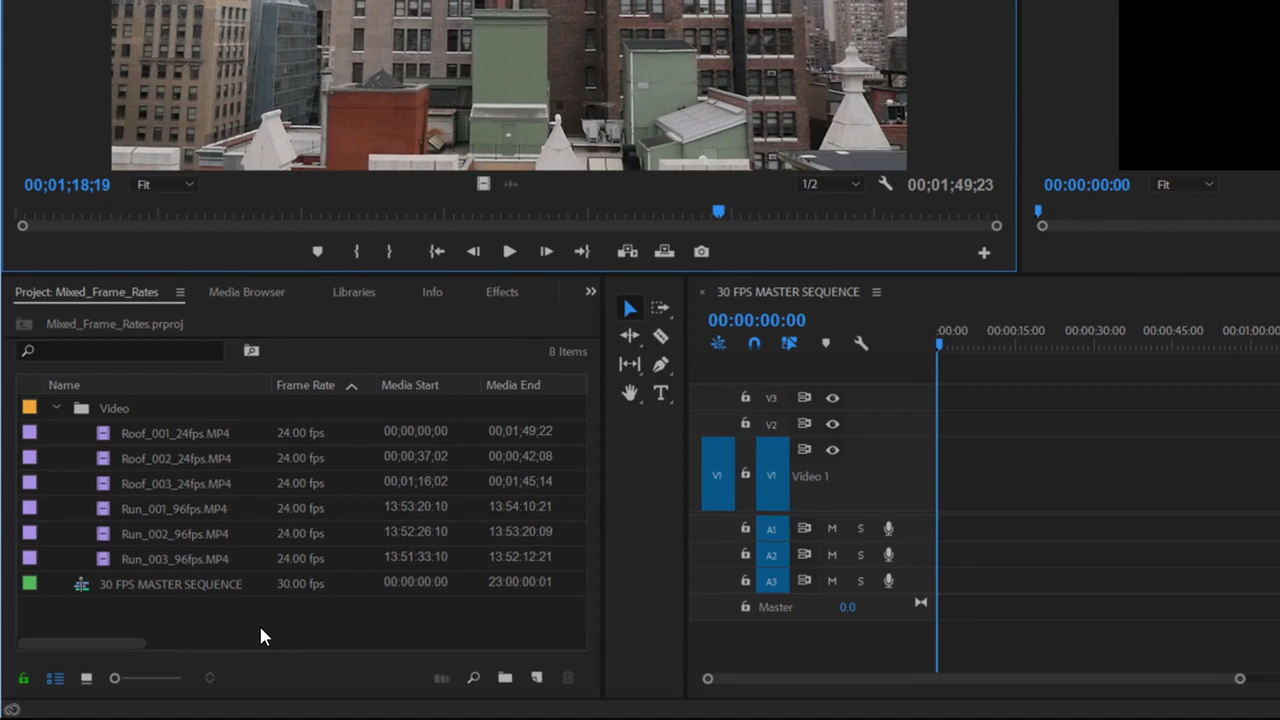 00;01;18;19 Fit 1/2 00;01;49;23 00:00:00:00 Fit
Project: Mixed_Frame_Rates Media Browser Libraries Info Effects
Mixed_Frame_Rates.prproj
8 Items
Name Frame Rate Media Start Media End
Video
Roof_001_24fps.MP4 24.00 fps 00;00;00;00 00;01;49;22
Roof_002_24fps.MP4 24.00 fps 00;00;37;02 00;00;42;08
Roof_003_24fps.MP4 24.00 fps 00;01;16;02 00;01;45;14
Run_001_96fps.MP4 24.00 fps 13:53:20:10 13:54:10:21
Run_002_96fps.MP4 24.00 fps 13:52:26:10 13:53:20:09
Run_003_96fps.MP4 24.00 fps 13:51:33:10 13:52:12:21
30 FPS MASTER SEQUENCE 30.00 fps 00:00:00:00 23:00:00:01
T
× 30 FPS MASTER SEQUENCE
00:00:00:00
:00:00 00:00:15:00 00:00:30:00 00:00:45:00 00:01:00:00
V3
V2
V1 V1 Video 1
A1 M S
A2 M S
A3 M S
Master 0.0